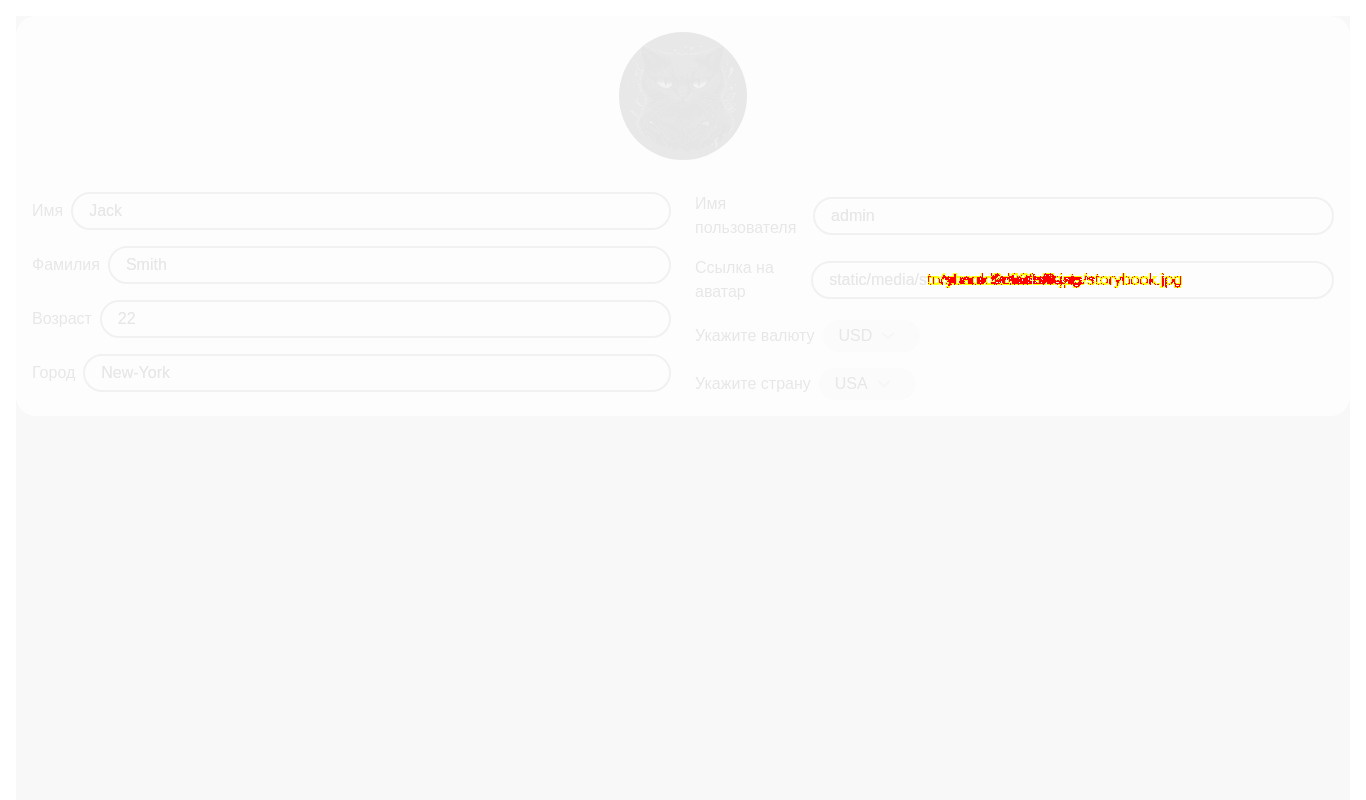 Имя
Jack
Фамилия
Smith
Возраст
22
Город
New-York
Имя
пользователя
admin
Ссылка на
аватар
static/media/s storybook.jpg
Укажите валюту
USD
Укажите страну
USA